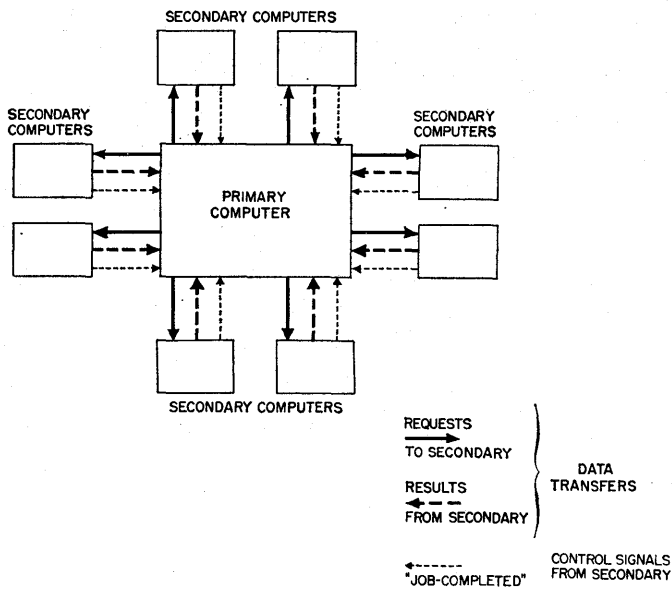 SECONDARY COMPUTERS
SECONDARY
COMPUTERS
SECONDARY
COMPUTERS
PRIMARY
COMPUTER
SECONDARY COMPUTERS
REQUESTS
TO SECONDARY
RESULTS
FROM SECONDARY
DATA
TRANSFERS
"JOB-COMPLETED"
CONTROL SIGNALS
FROM SECONDARY